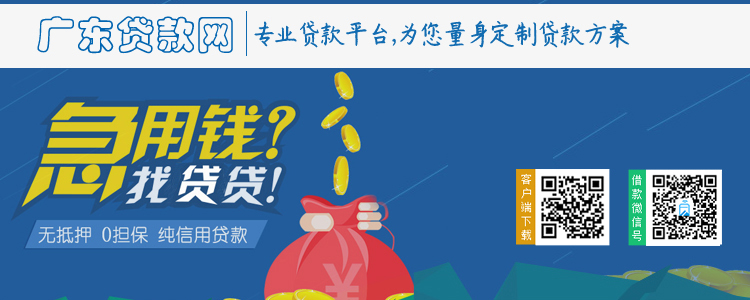 广东贷款网
专业贷款平台,为您量身定制贷款方案
急用钱?
找贷贷!
无抵押 0担保 纯信用贷款
¥
客户端下载
借款微信号
贷